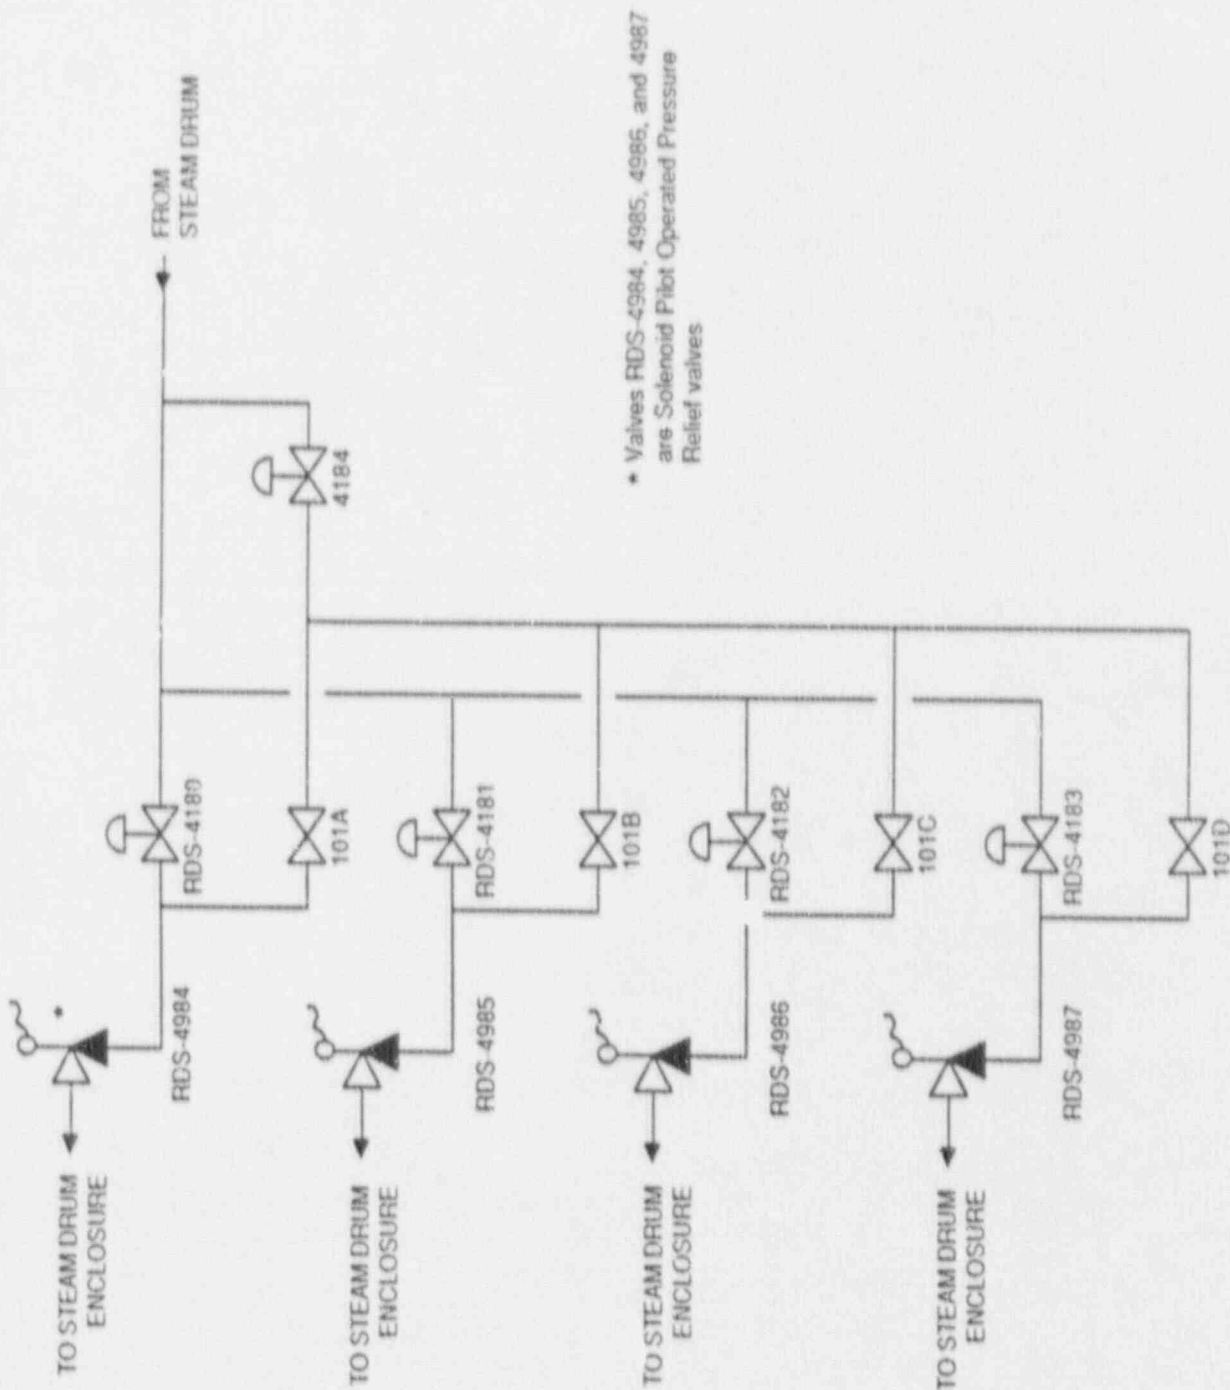 FROM
STEAM DRUM
4184
* Valves RDS-4984, 4985, 4986, and 4987
are Solenoid Pilot Operated Pressure
Relief valves
RDS-4180
101A
RDS-4181
101B
RDS-4182
101C
RDS-4183
101D
*
RDS-4984
RDS-4985
RDS-4986
RDS-4987
TO STEAM DRUM
ENCLOSURE
TO STEAM DRUM
ENCLOSURE
TO STEAM DRUM
ENCLOSURE
TO STEAM DRUM
ENCLOSURE